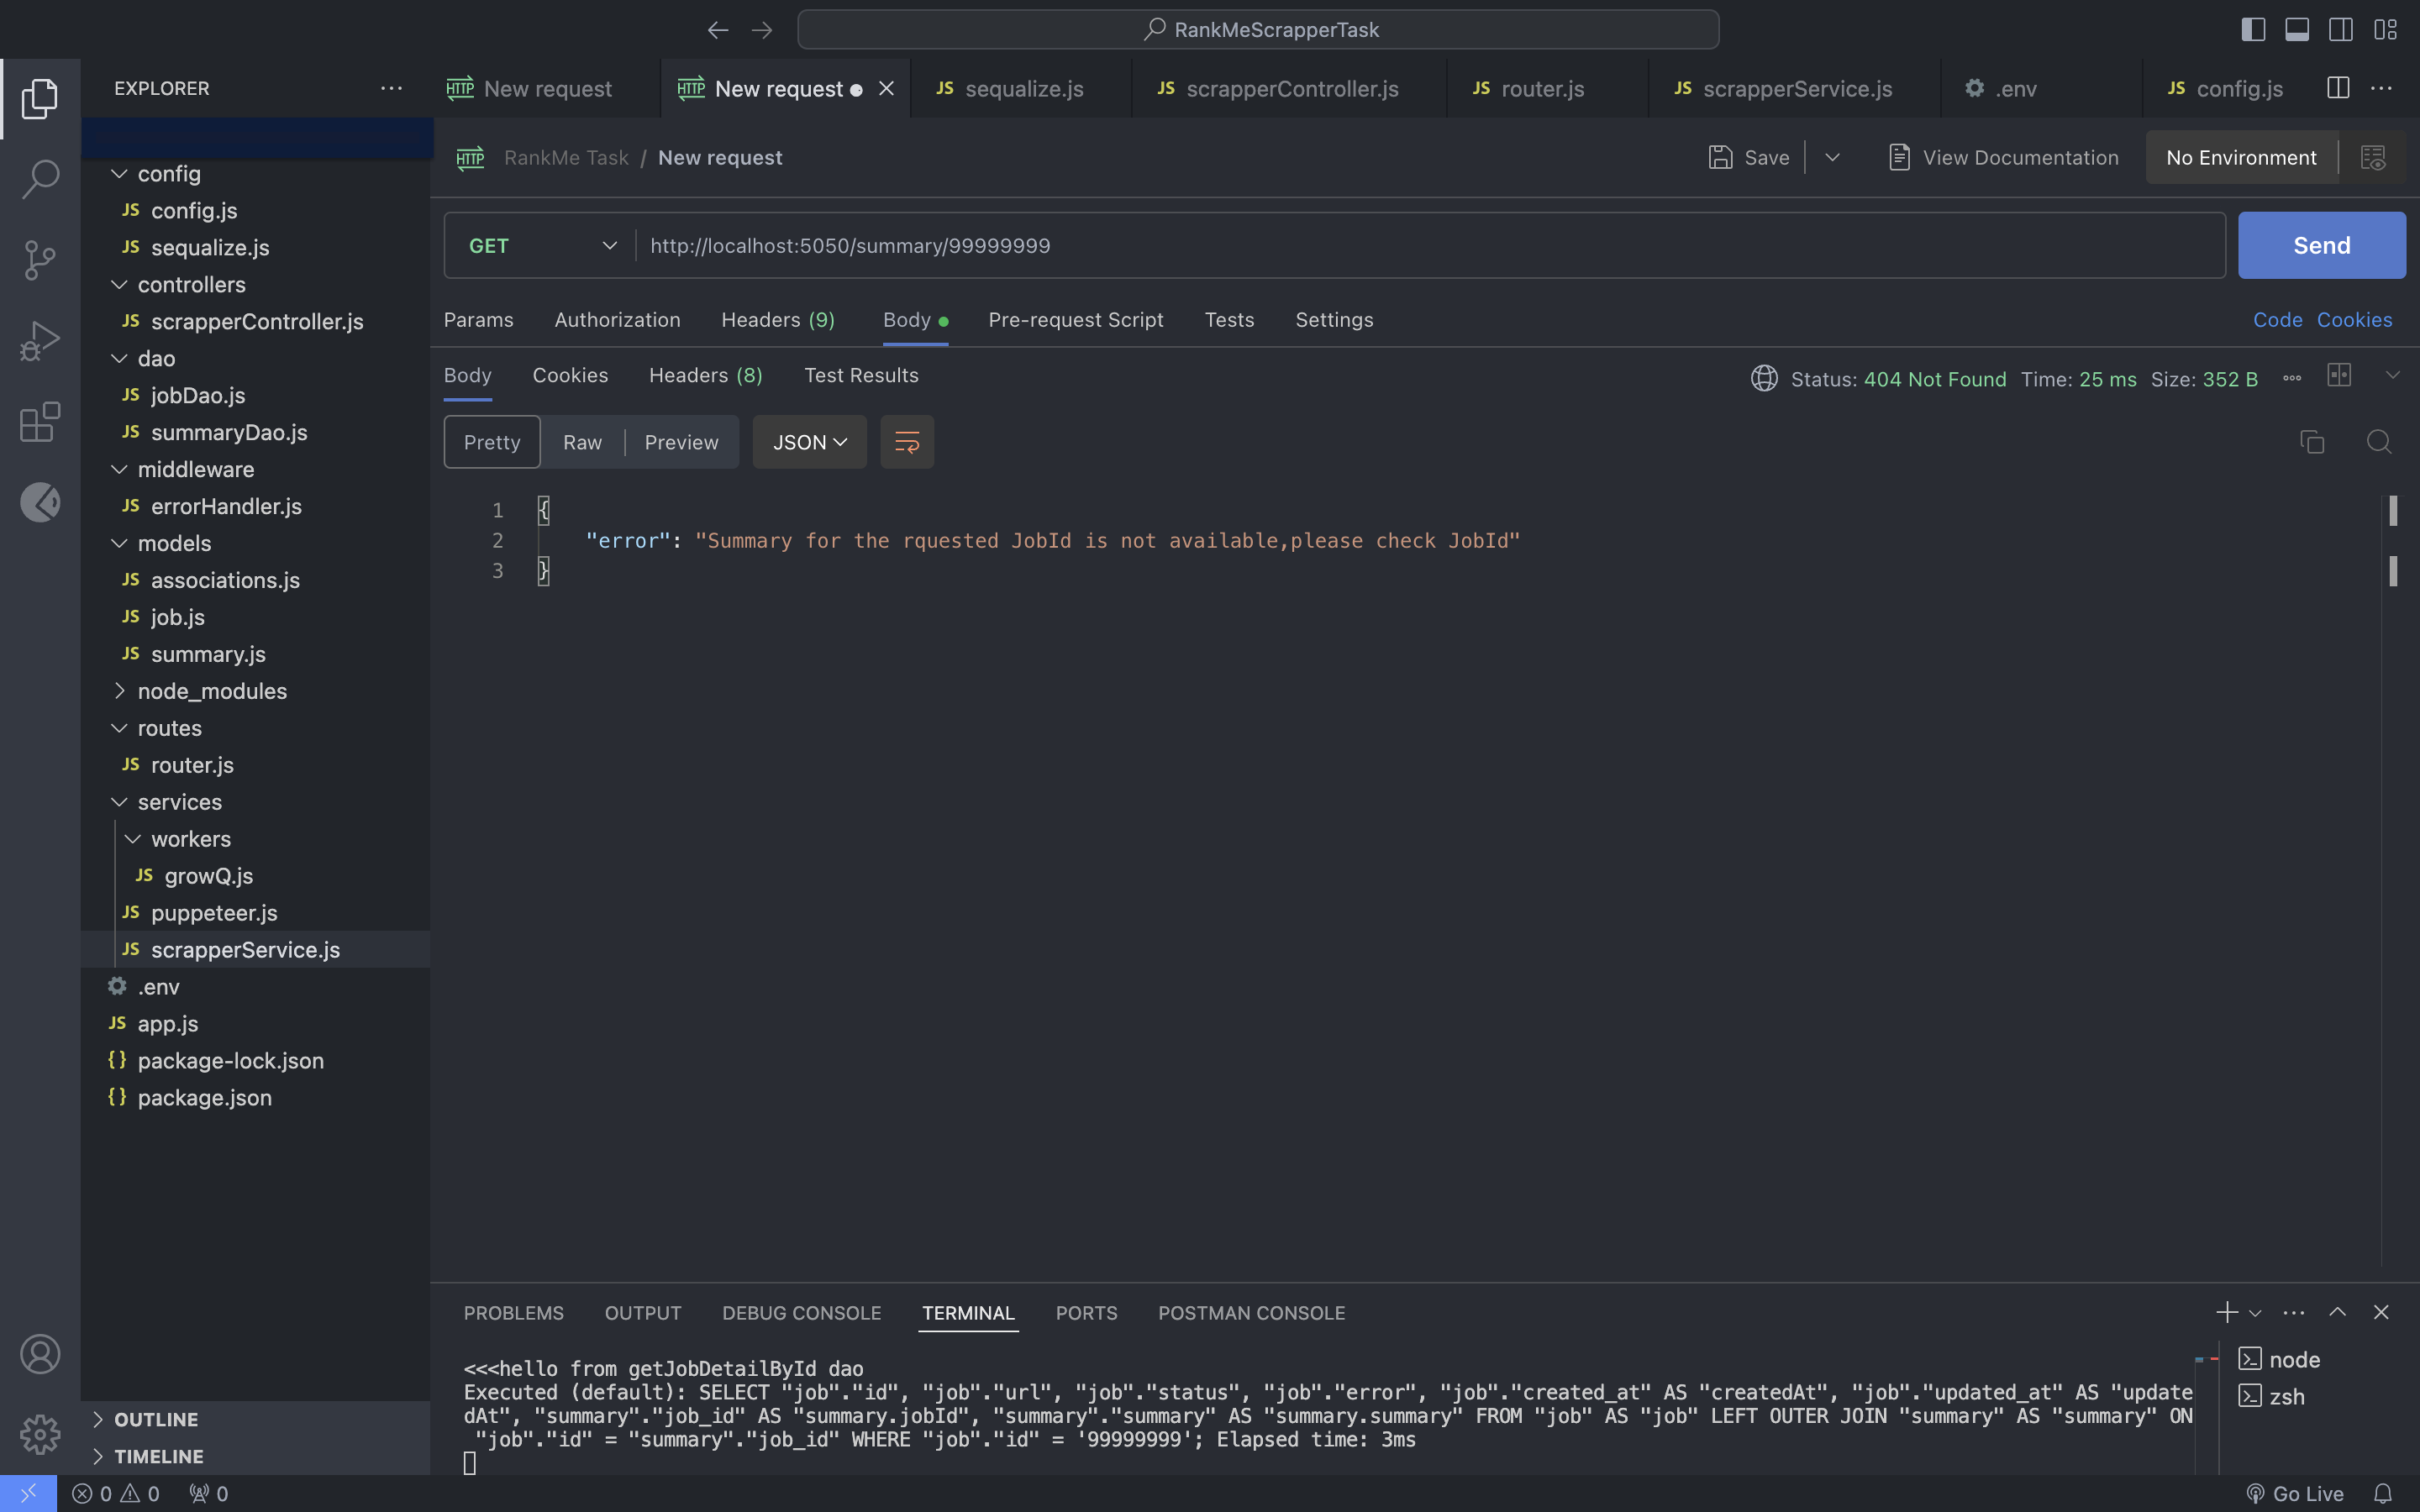 RankMeScrapperTask
EXPLORER
config
JS config.js
JS sequalize.js
controllers
JS scrapperController.js
dao
JS jobDao.js
JS summaryDao.js
middleware
JS errorHandler.js
models
JS associations.js
JS job.js
JS summary.js
node_modules
routes
JS router.js
services
workers
JS growQ.js
JS puppeteer.js
JS scrapperService.js
.env
JS app.js
{} package-lock.json
{} package.json
OUTLINE
TIMELINE
HTTP New request
HTTP New request
JS sequalize.js
JS scrapperController.js
JS router.js
JS scrapperService.js
.env
JS config.js
HTTP RankMe Task / New request
Save
View Documentation
No Environment
GET http://localhost:5050/summary/99999999
Send
Params Authorization Headers (9) Body Pre-request Script Tests Settings
Code Cookies
Body Cookies Headers (8) Test Results
Status: 404 Not Found Time: 25 ms Size: 352 B
Pretty Raw Preview JSON
1 {
2 "error": "Summary for the rquested JobId is not available,please check JobId"
3 }
PROBLEMS OUTPUT DEBUG CONSOLE TERMINAL PORTS POSTMAN CONSOLE
<<<hello from getJobDetailById dao
Executed (default): SELECT "job"."id", "job"."url", "job"."status", "job"."error", "job"."created_at" AS "createdAt", "job"."updated_at" AS "update
dAt", "summary"."job_id" AS "summary.jobId", "summary"."summary" AS "summary.summary" FROM "job" AS "job" LEFT OUTER JOIN "summary" AS "summary" ON
"job"."id" = "summary"."job_id" WHERE "job"."id" = '99999999'; Elapsed time: 3ms
node
zsh
0 0 0
Go Live